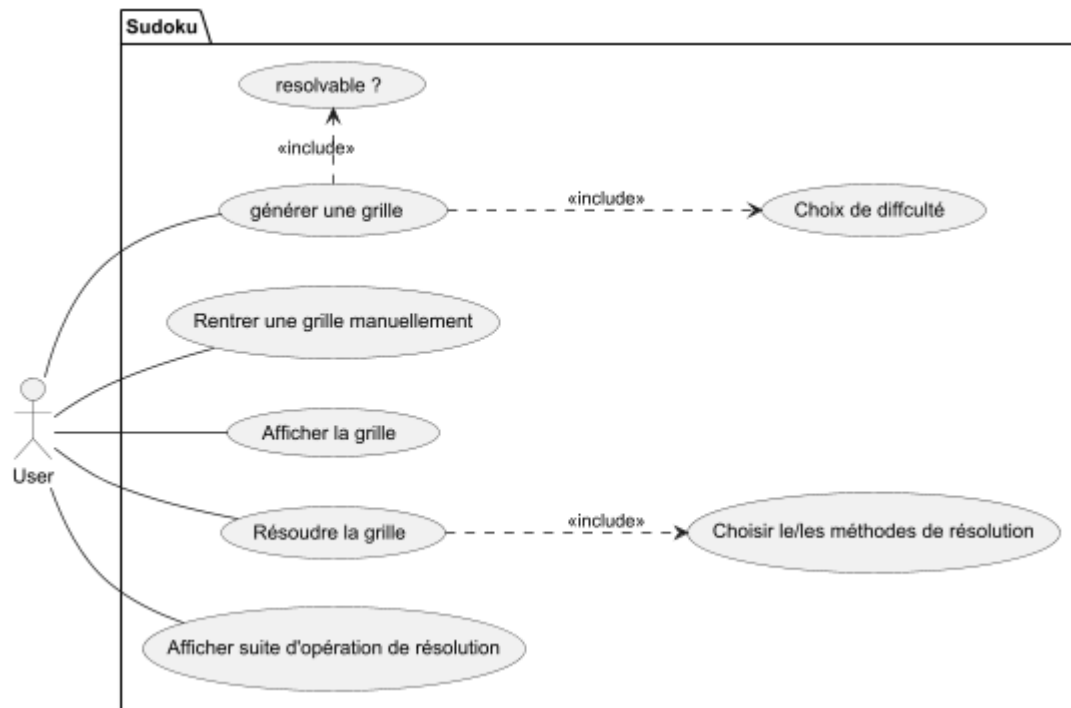 Sudoku
resolvable ?
«include»
générer une grille
«include»
Choix de diffculté
Rentrer une grille manuellement
Afficher la grille
User
Résoudre la grille
«include»
Choisir le/les méthodes de résolution
Afficher suite d'opération de résolution